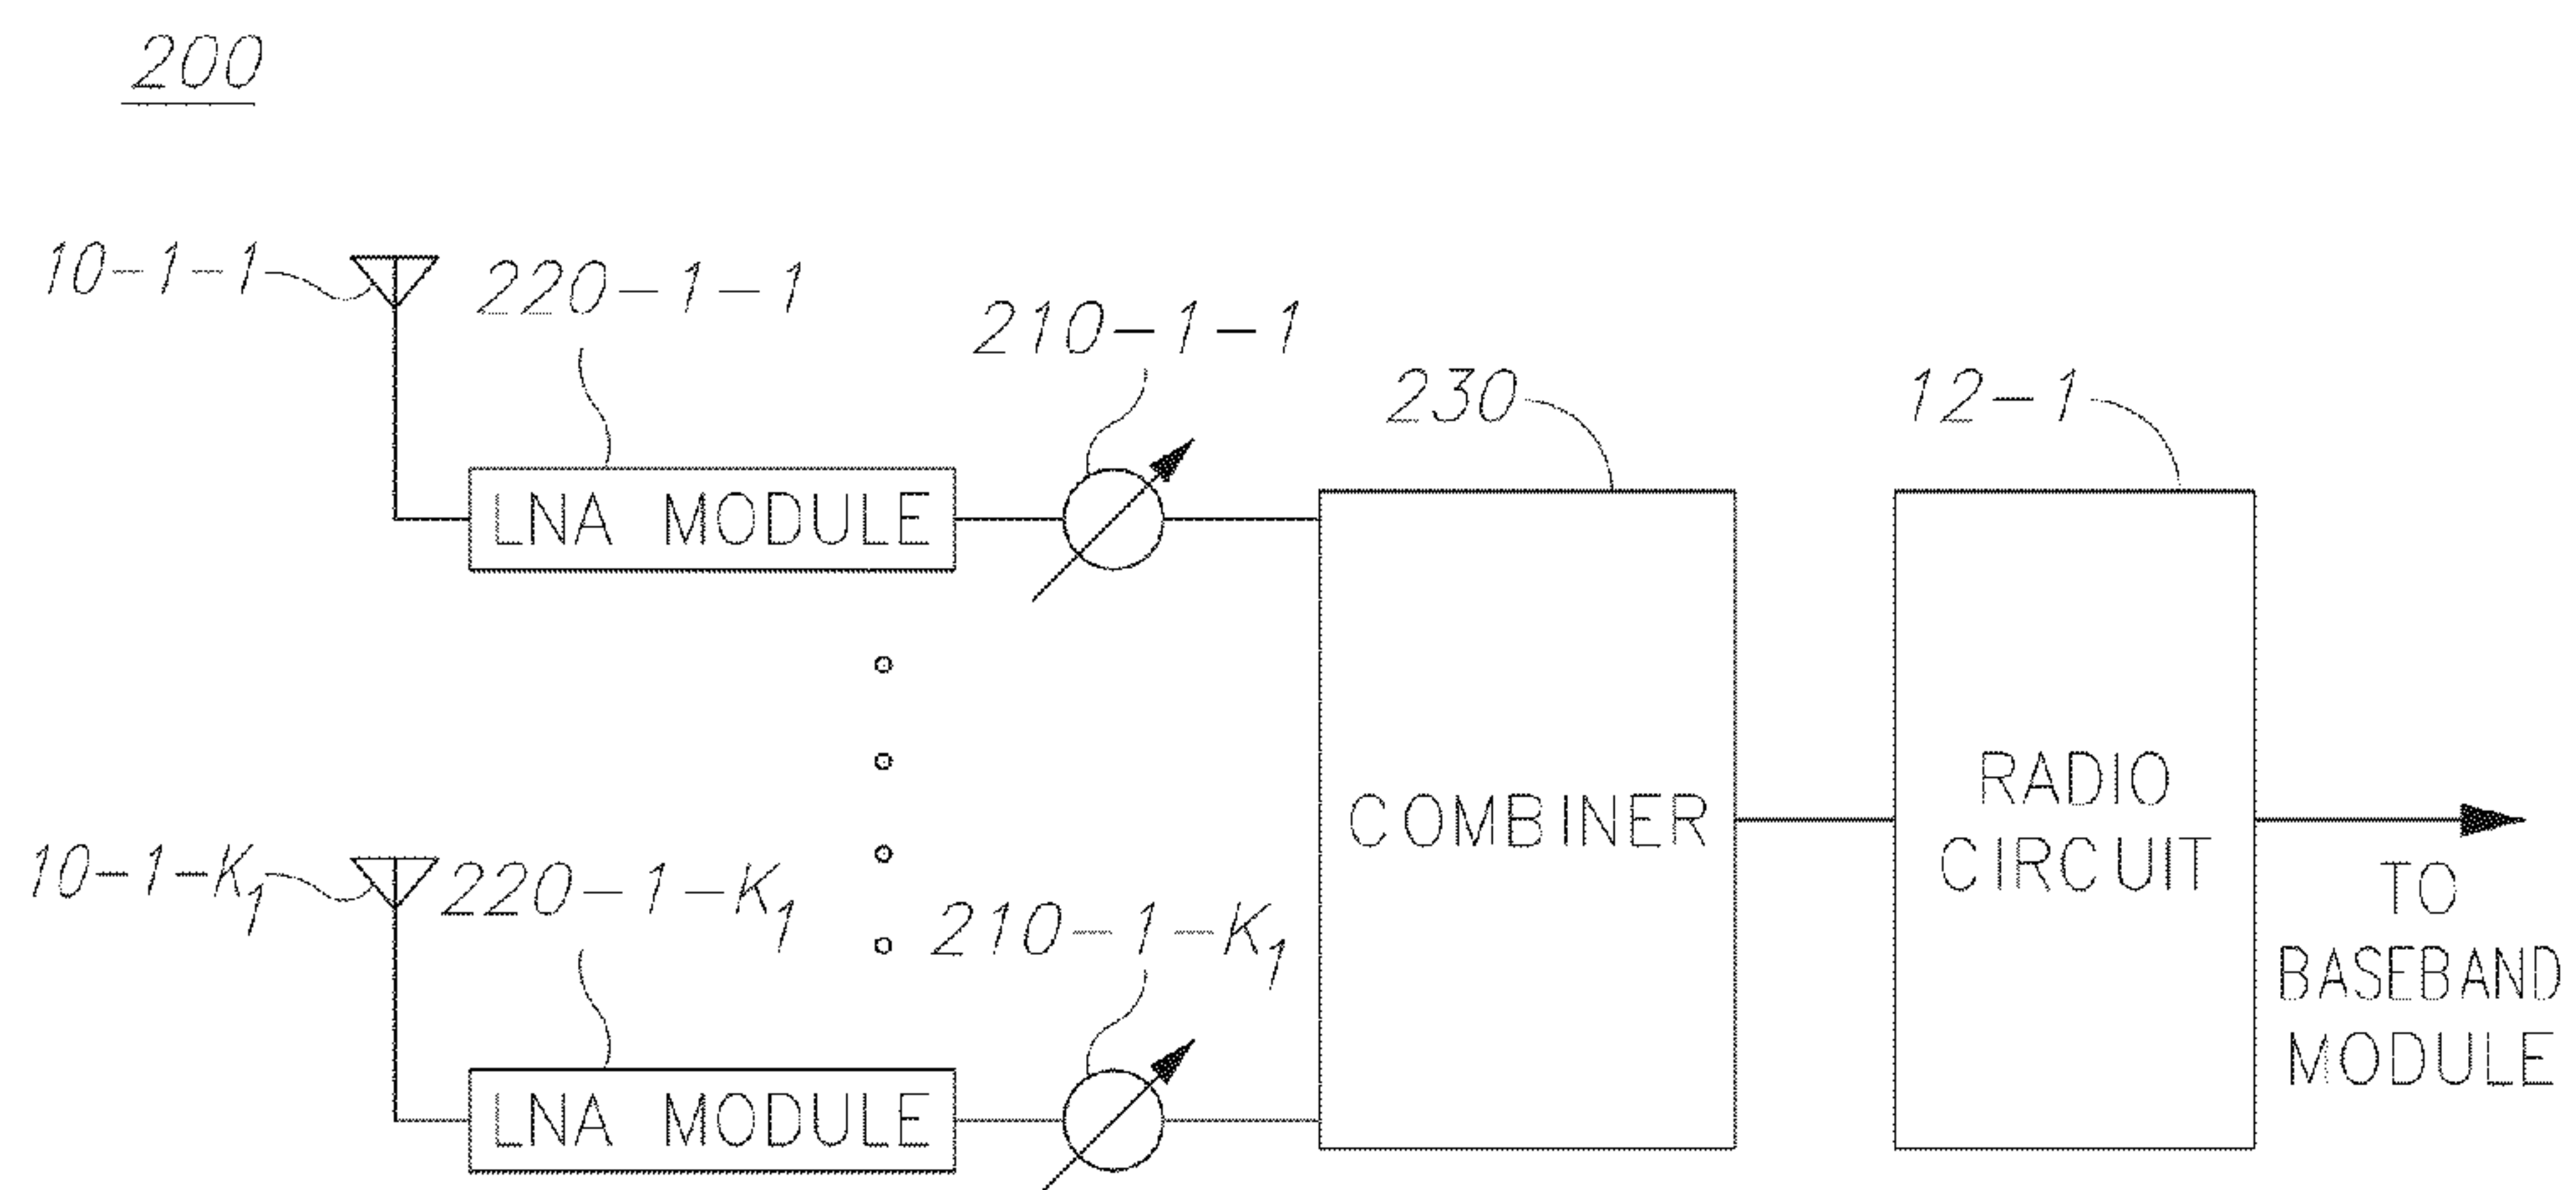 200
10-1-1
220-1-1
210-1-1
230
12-1
LNA MODULE
COMBINER
RADIO
CIRCUIT
TO
BASEBAND
MODULE
10-1-K₁
220-1-K₁
210-1-K₁
LNA MODULE